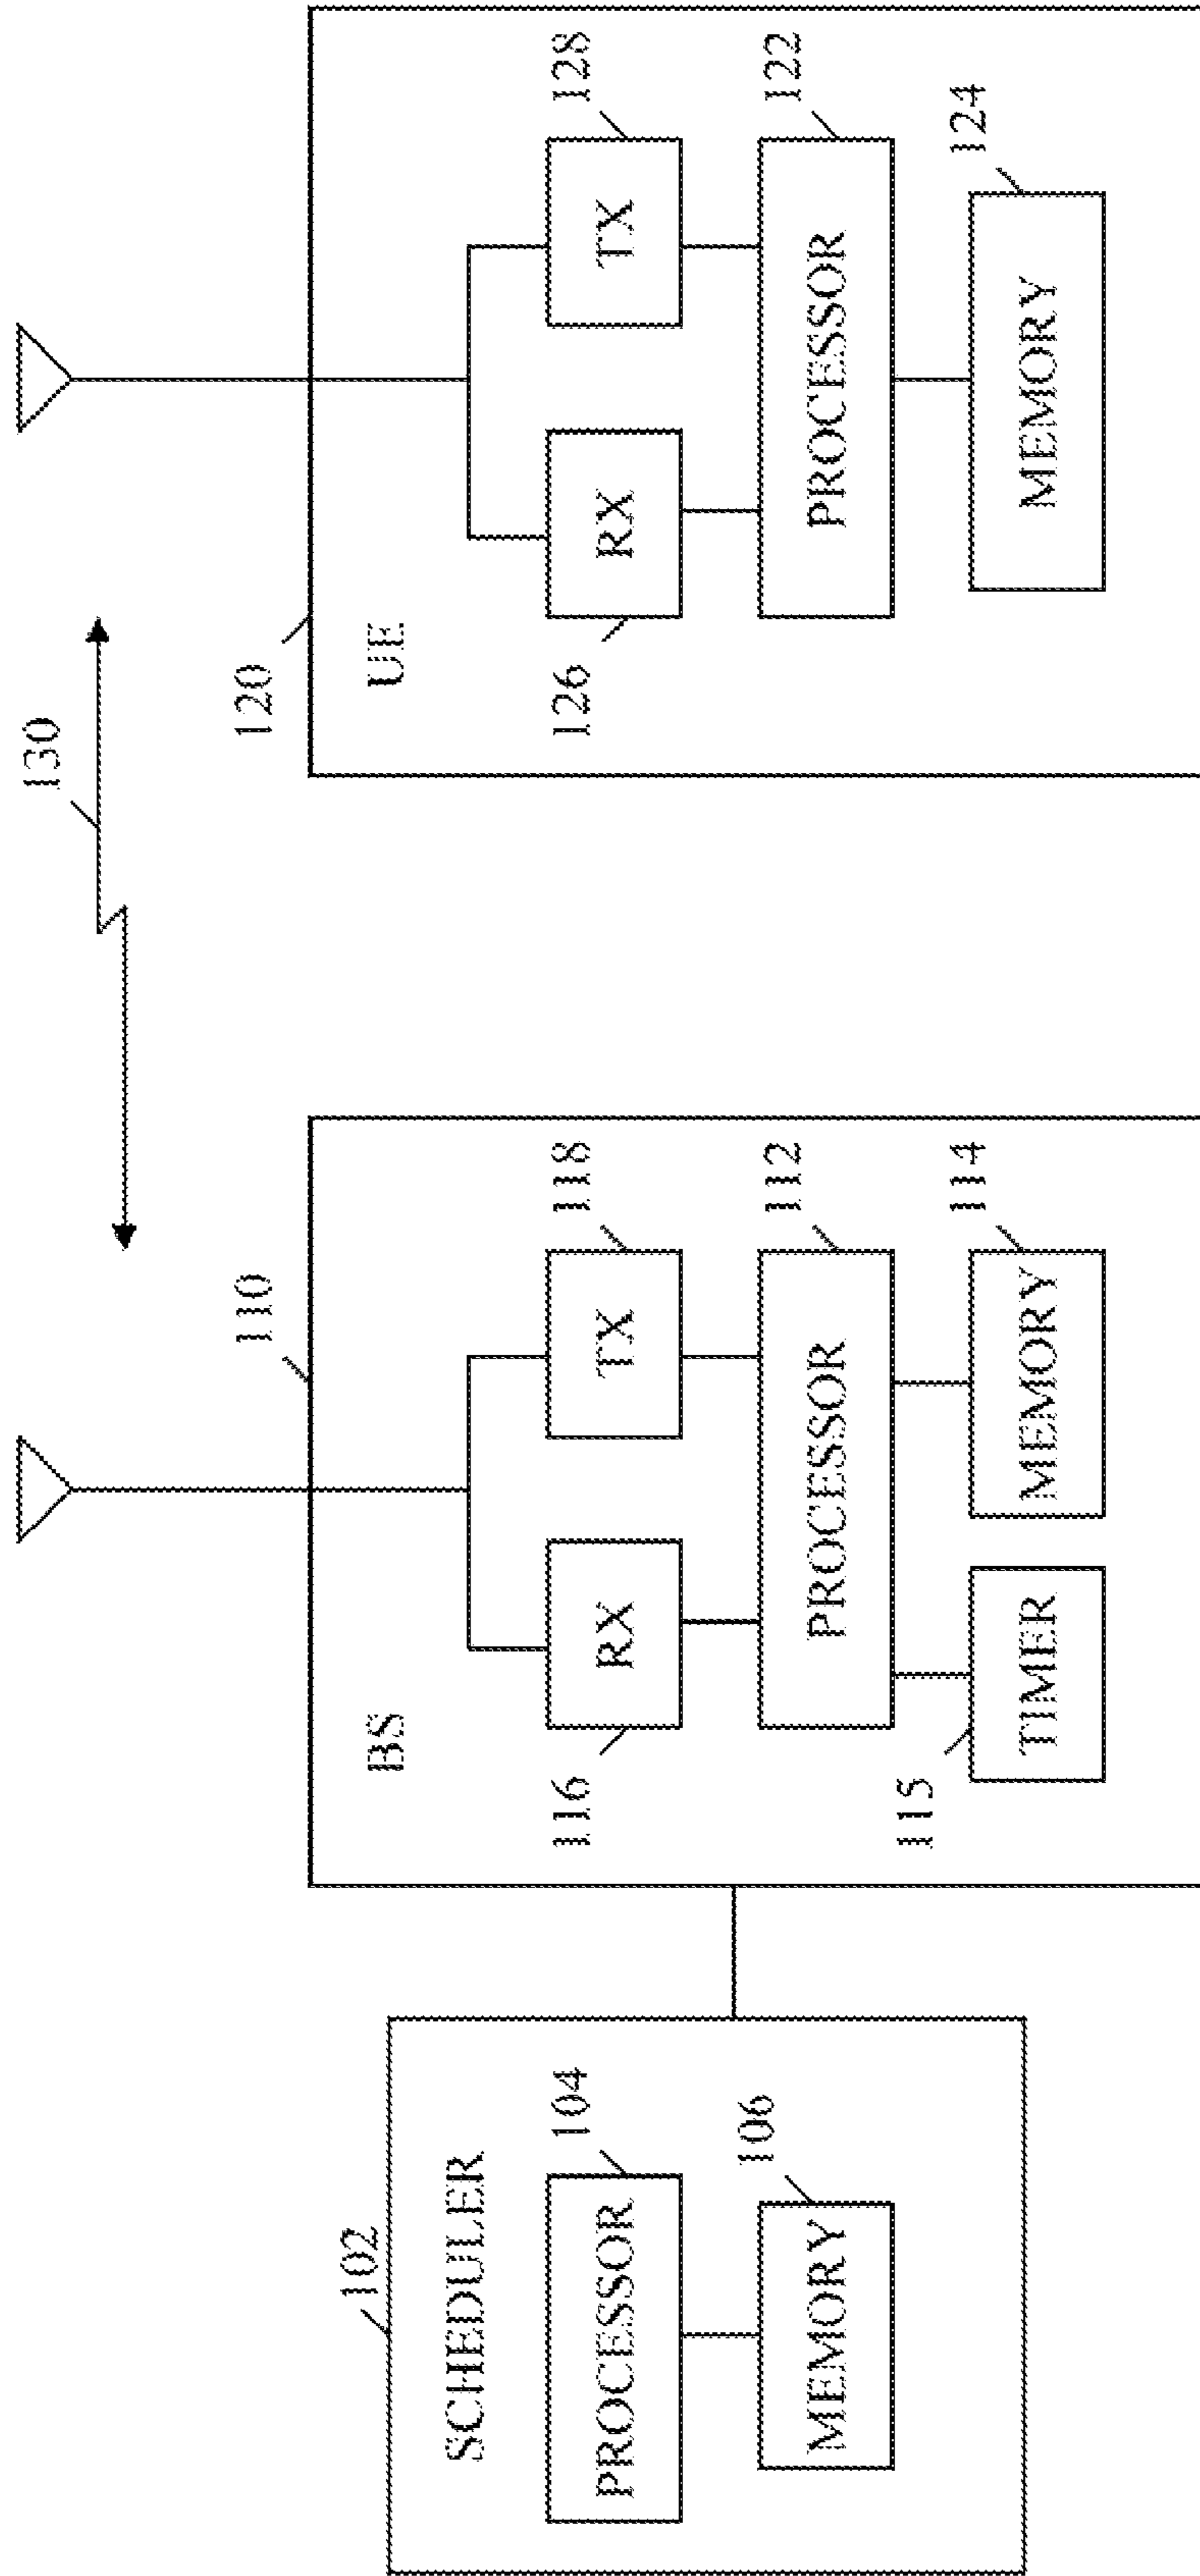 130
102
SCHEDULER
PROCESSOR
104
MEMORY
106
110
BS
RX
116
TX
118
PROCESSOR
112
TIMER
115
MEMORY
114
120
UE
RX
126
TX
128
PROCESSOR
122
MEMORY
124